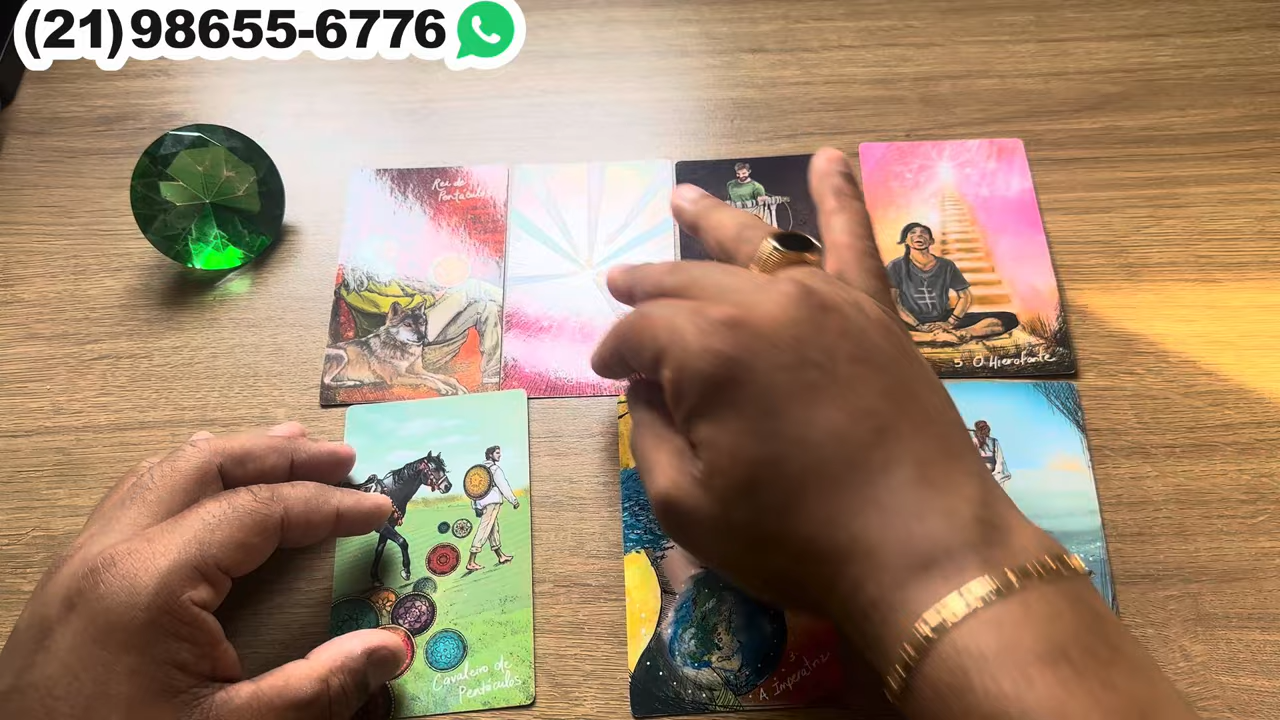 (21)98655-6776
Rei de
Pentáculos
5 O Hierofante
Cavaleiro de
Pentáculos
3
A Imperatriz